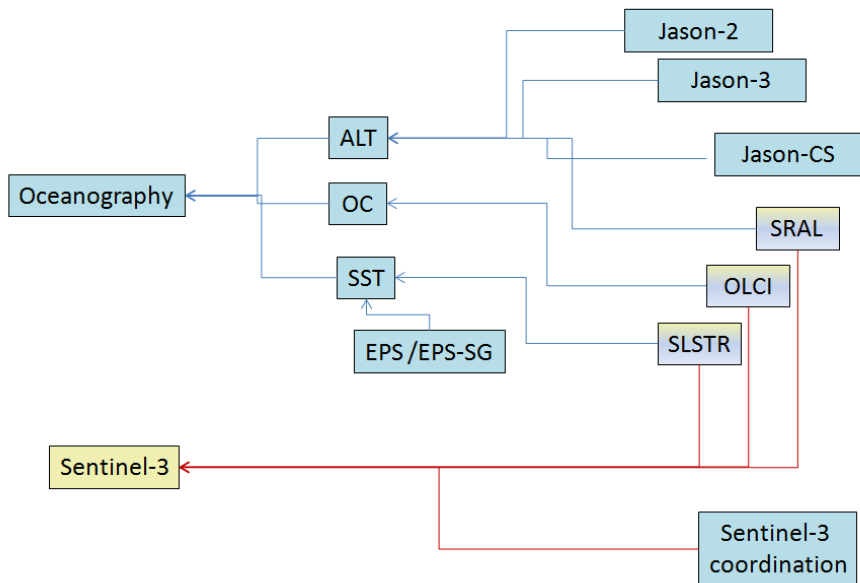 Jason-2
Jason-3
ALT
Jason-CS
Oceanography
OC
SRAL
SST
OLCI
EPS /EPS-SG
SLSTR
Sentinel-3
Sentinel-3
coordination